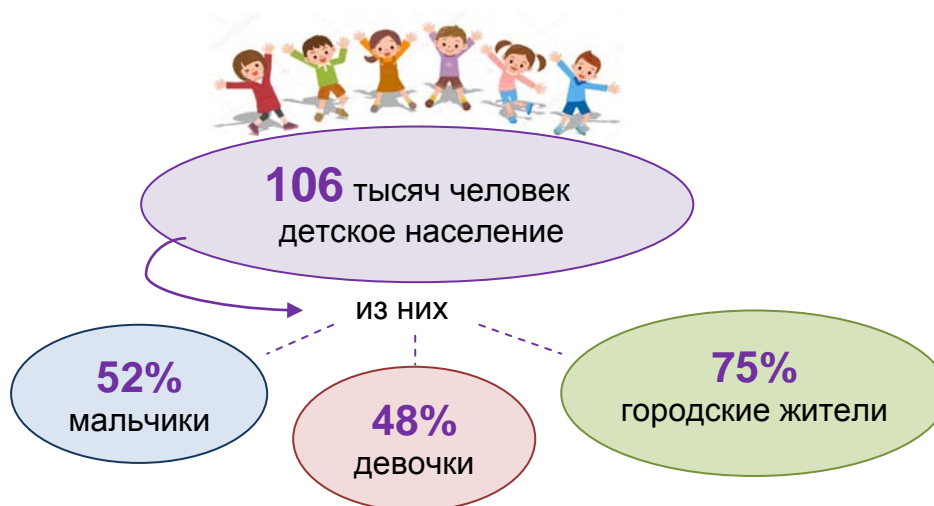 106 тысяч человек
детское население
из них
52%
мальчики
48%
девочки
75%
городские жители